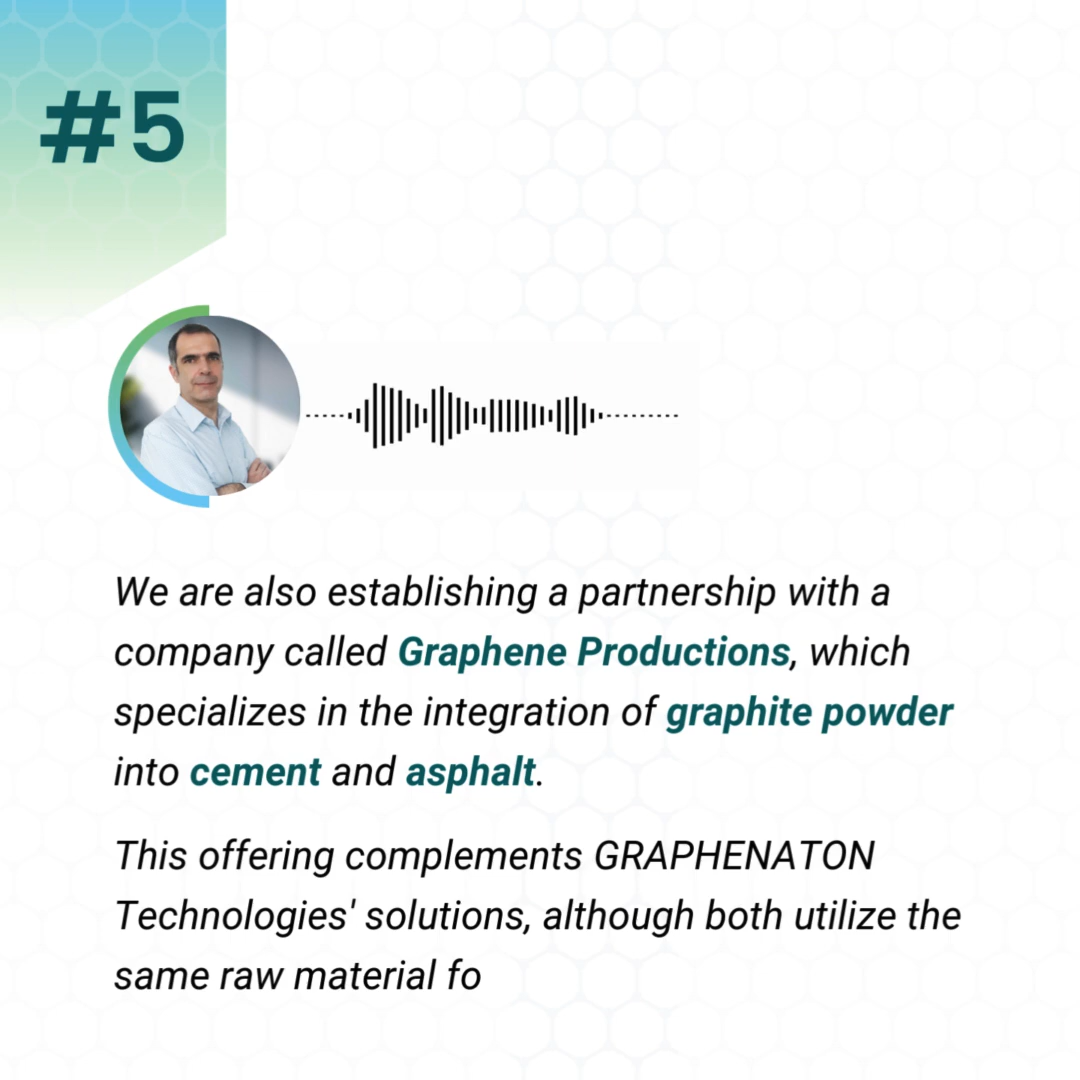 #5
We are also establishing a partnership with a
company called Graphene Productions, which
specializes in the integration of graphite powder
into cement and asphalt.
This offering complements GRAPHENATON
Technologies' solutions, although both utilize the
same raw material fo